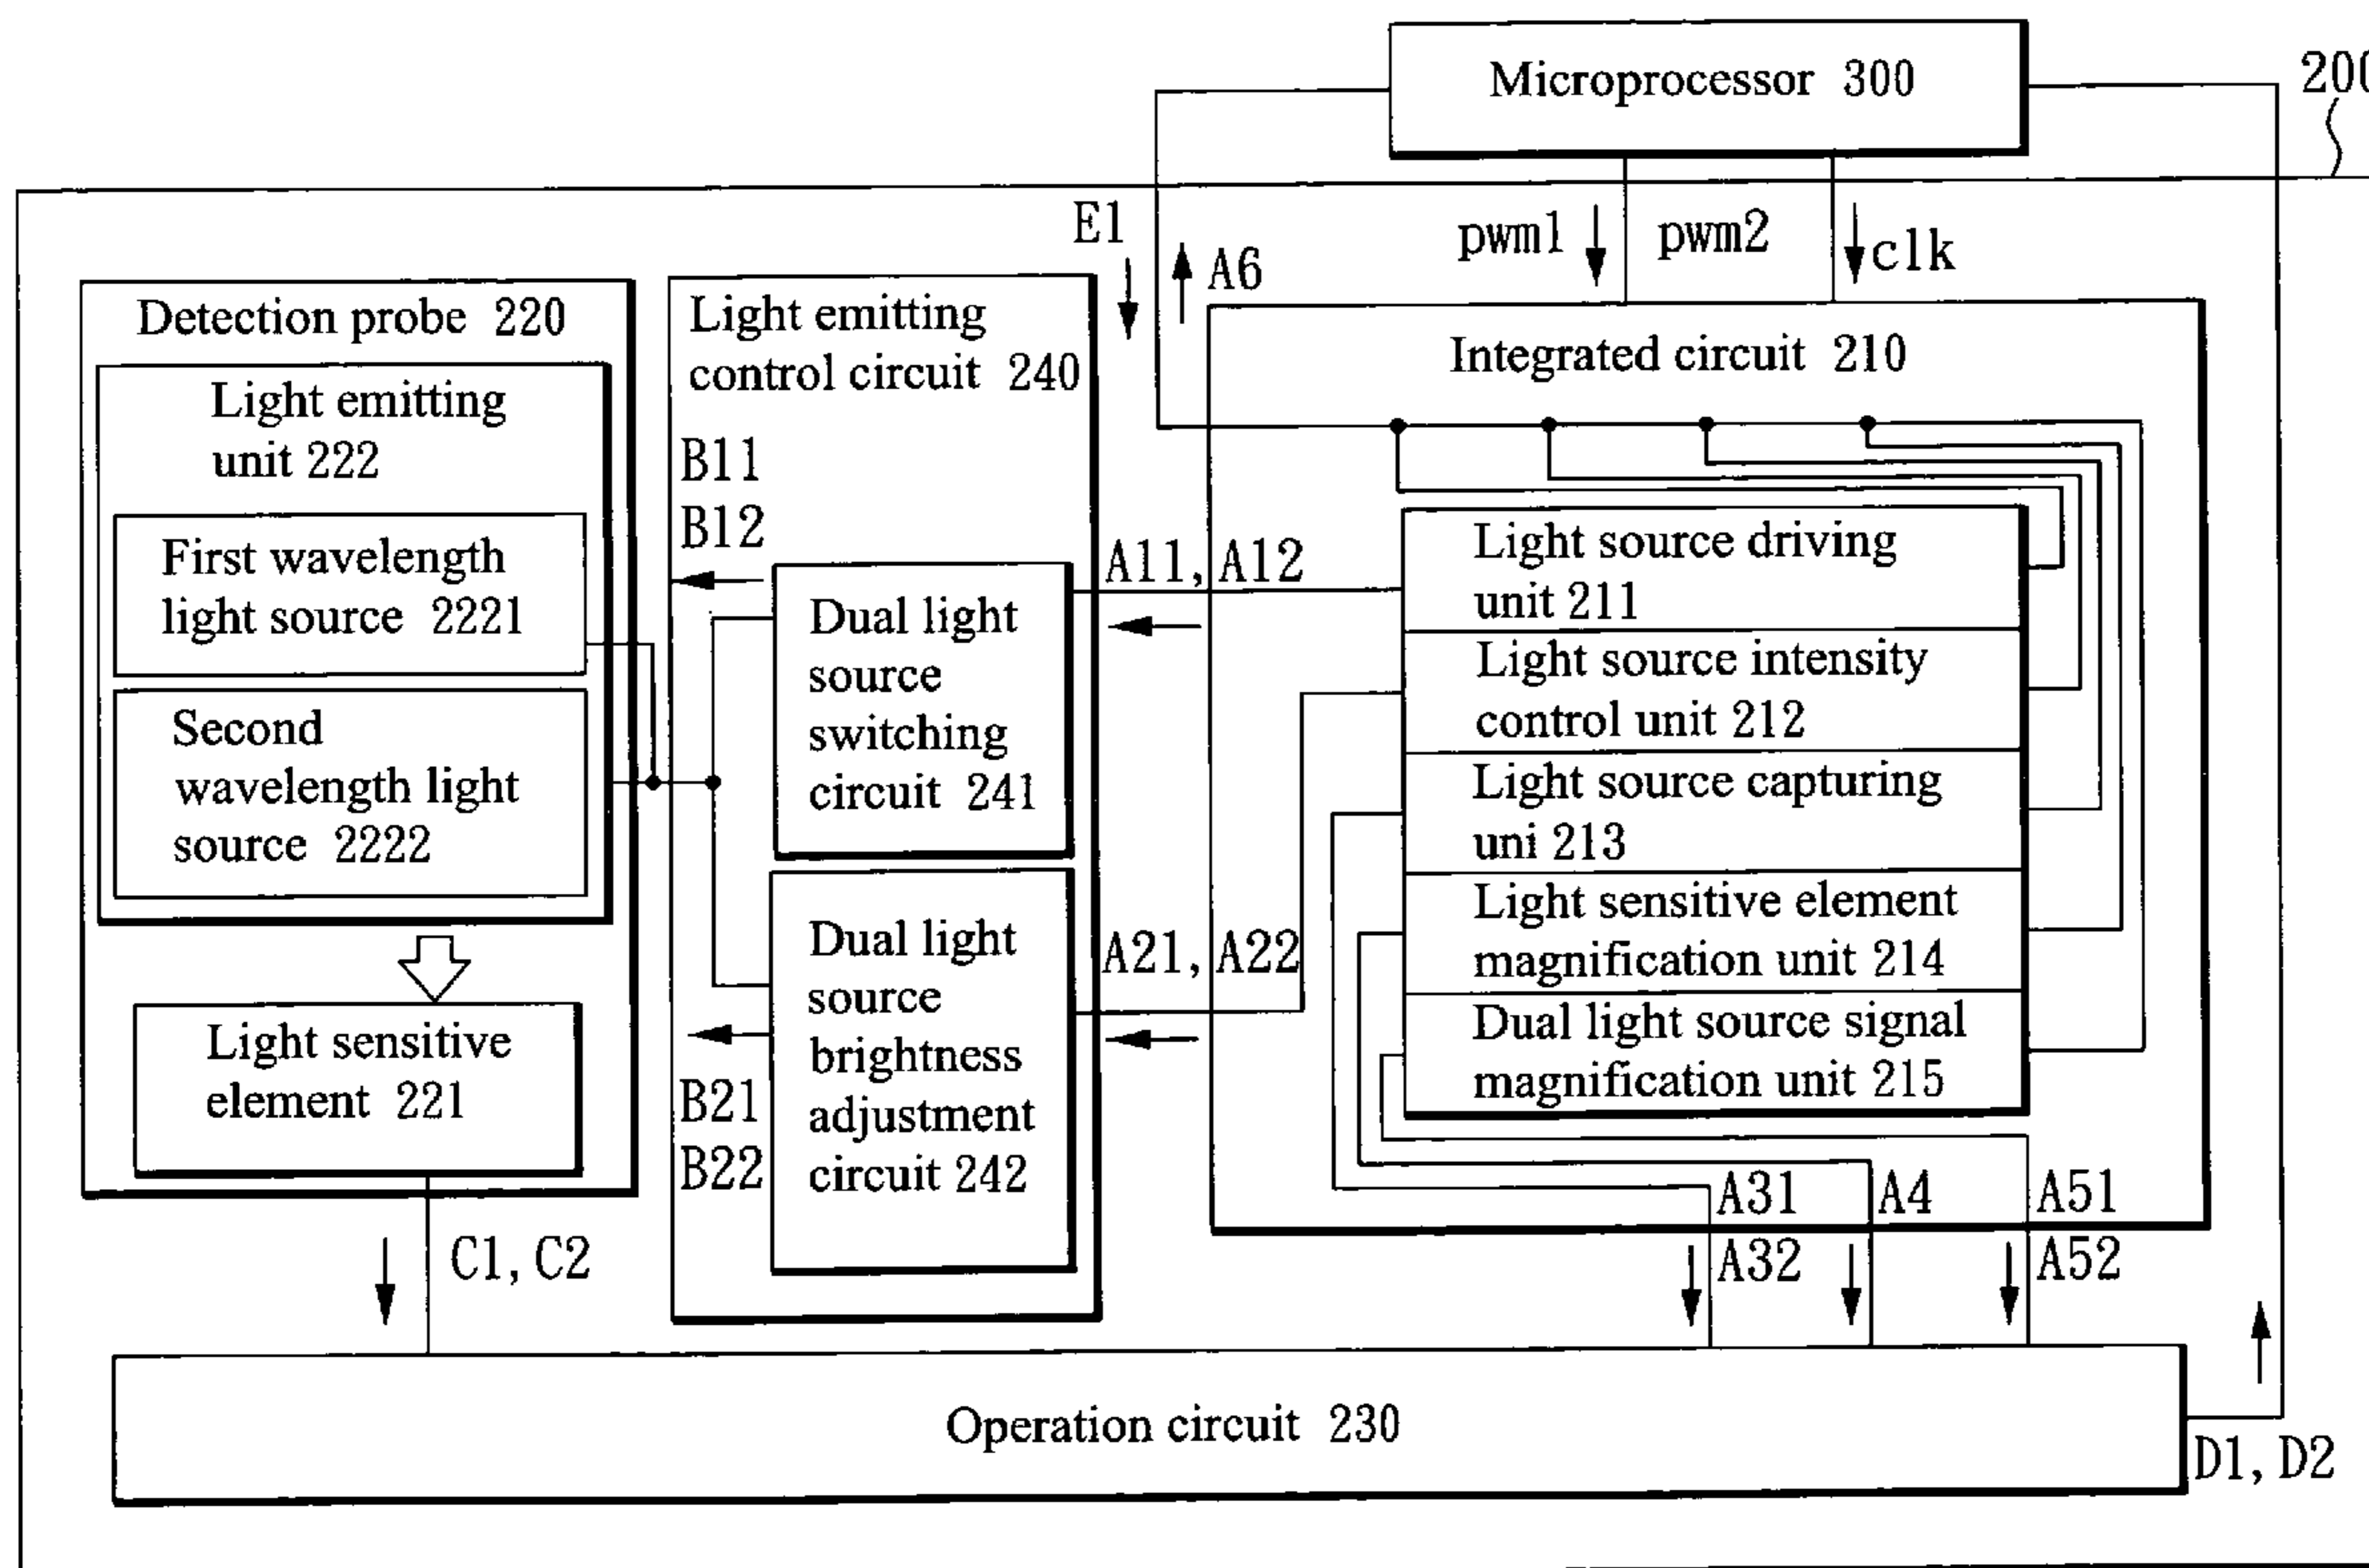 Microprocessor 300
200
E1
A6
pwm1
pwm2
clk
Detection probe 220
Light emitting
unit 222
First wavelength
light source 2221
Second
wavelength light
source 2222
Light sensitive
element 221
C1, C2
Light emitting
control circuit 240
B11
B12
Dual light
source
switching
circuit 241
Dual light
source
brightness
adjustment
circuit 242
B21
B22
A11, A12
A21, A22
Integrated circuit 210
Light source driving
unit 211
Light source intensity
control unit 212
Light source capturing
uni 213
Light sensitive element
magnification unit 214
Dual light source signal
magnification unit 215
A31
A32
A4
A51
A52
Operation circuit 230
D1, D2